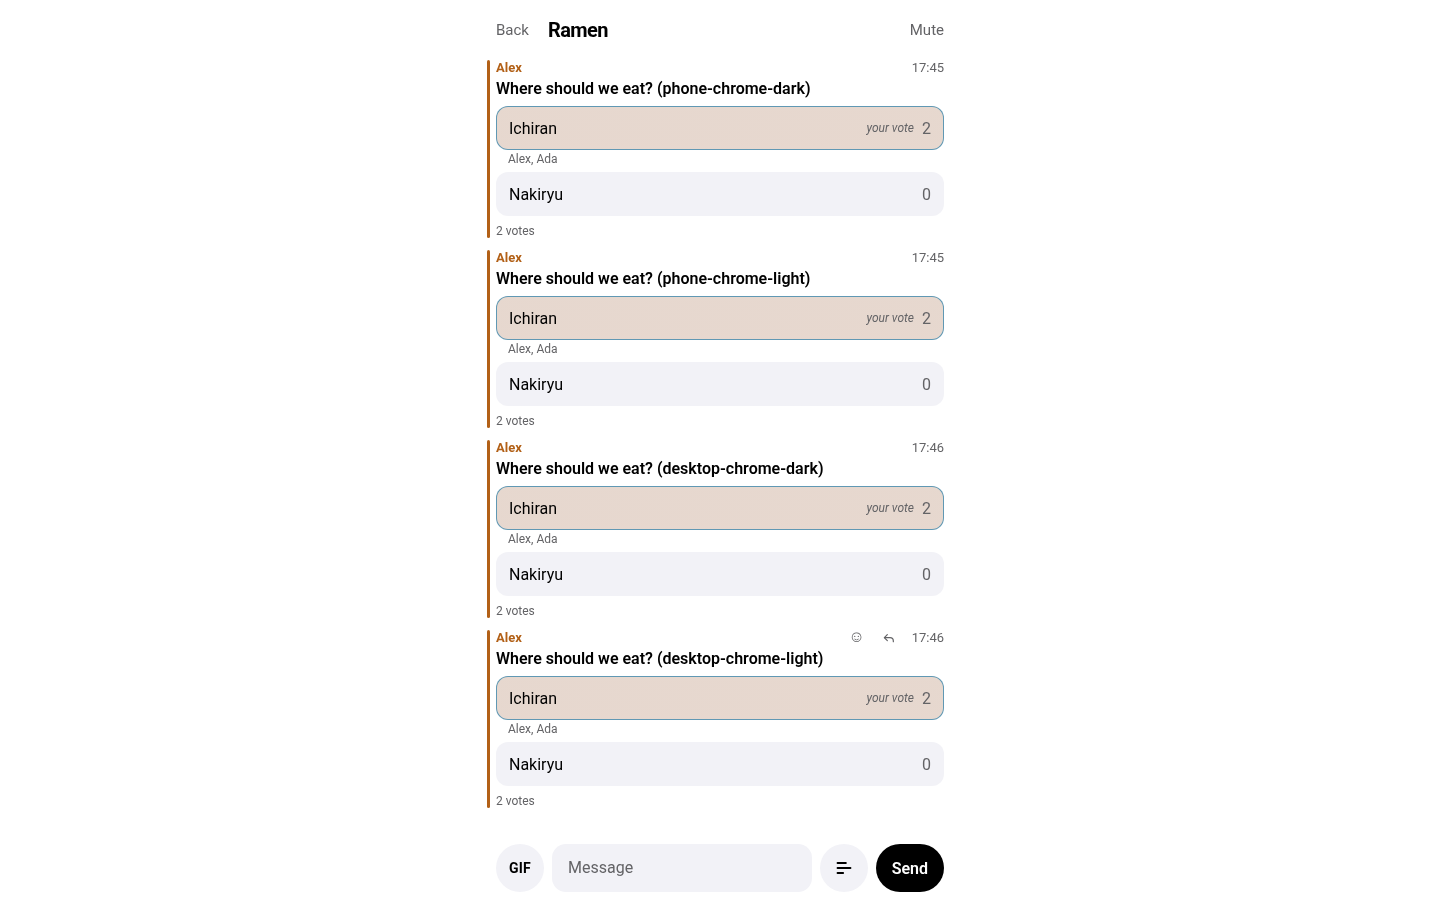 Back Ramen Mute
Alex 17:45
Where should we eat? (phone-chrome-dark)
Ichiran your vote 2
Alex, Ada
Nakiryu 0
2 votes
Alex 17:45
Where should we eat? (phone-chrome-light)
Ichiran your vote 2
Alex, Ada
Nakiryu 0
2 votes
Alex 17:46
Where should we eat? (desktop-chrome-dark)
Ichiran your vote 2
Alex, Ada
Nakiryu 0
2 votes
Alex 17:46
Where should we eat? (desktop-chrome-light)
Ichiran your vote 2
Alex, Ada
Nakiryu 0
2 votes
GIF Message Send